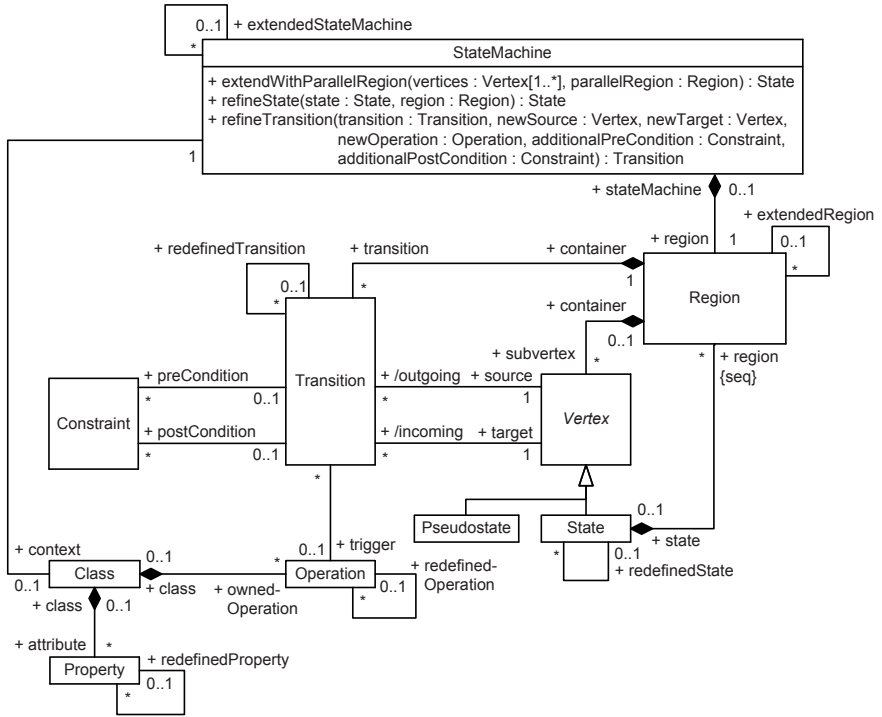 0..1 + extendedStateMachine
*
StateMachine
+ extendWithParallelRegion(vertices : Vertex[1..*], parallelRegion : Region) : State
+ refineState(state : State, region : Region) : State
+ refineTransition(transition : Transition, newSource : Vertex, newTarget : Vertex,
newOperation : Operation, additionalPreCondition : Constraint,
additionalPostCondition : Constraint) : Transition
1
+ stateMachine 0..1
+ extendedRegion
+ redefinedTransition + transition + container + region 1 0..1
0..1 * 1 *
*
Region
+ container
0..1
+ subvertex * * + region
{seq}
Transition
+ preCondition + /outgoing + source
* 0..1 * 1
Constraint Vertex
+ postCondition + /incoming + target
* 0..1 * 1
*
0..1
Pseudostate State
+ state
+ context 0..1 * 0..1 + trigger * 0..1
+ redefinedState
1
Class Operation
0..1 + class + owned-
Operation
+ redefined-
Operation
0..1
*
+ class 0..1
+ attribute *
+ redefinedProperty
Property 0..1
*